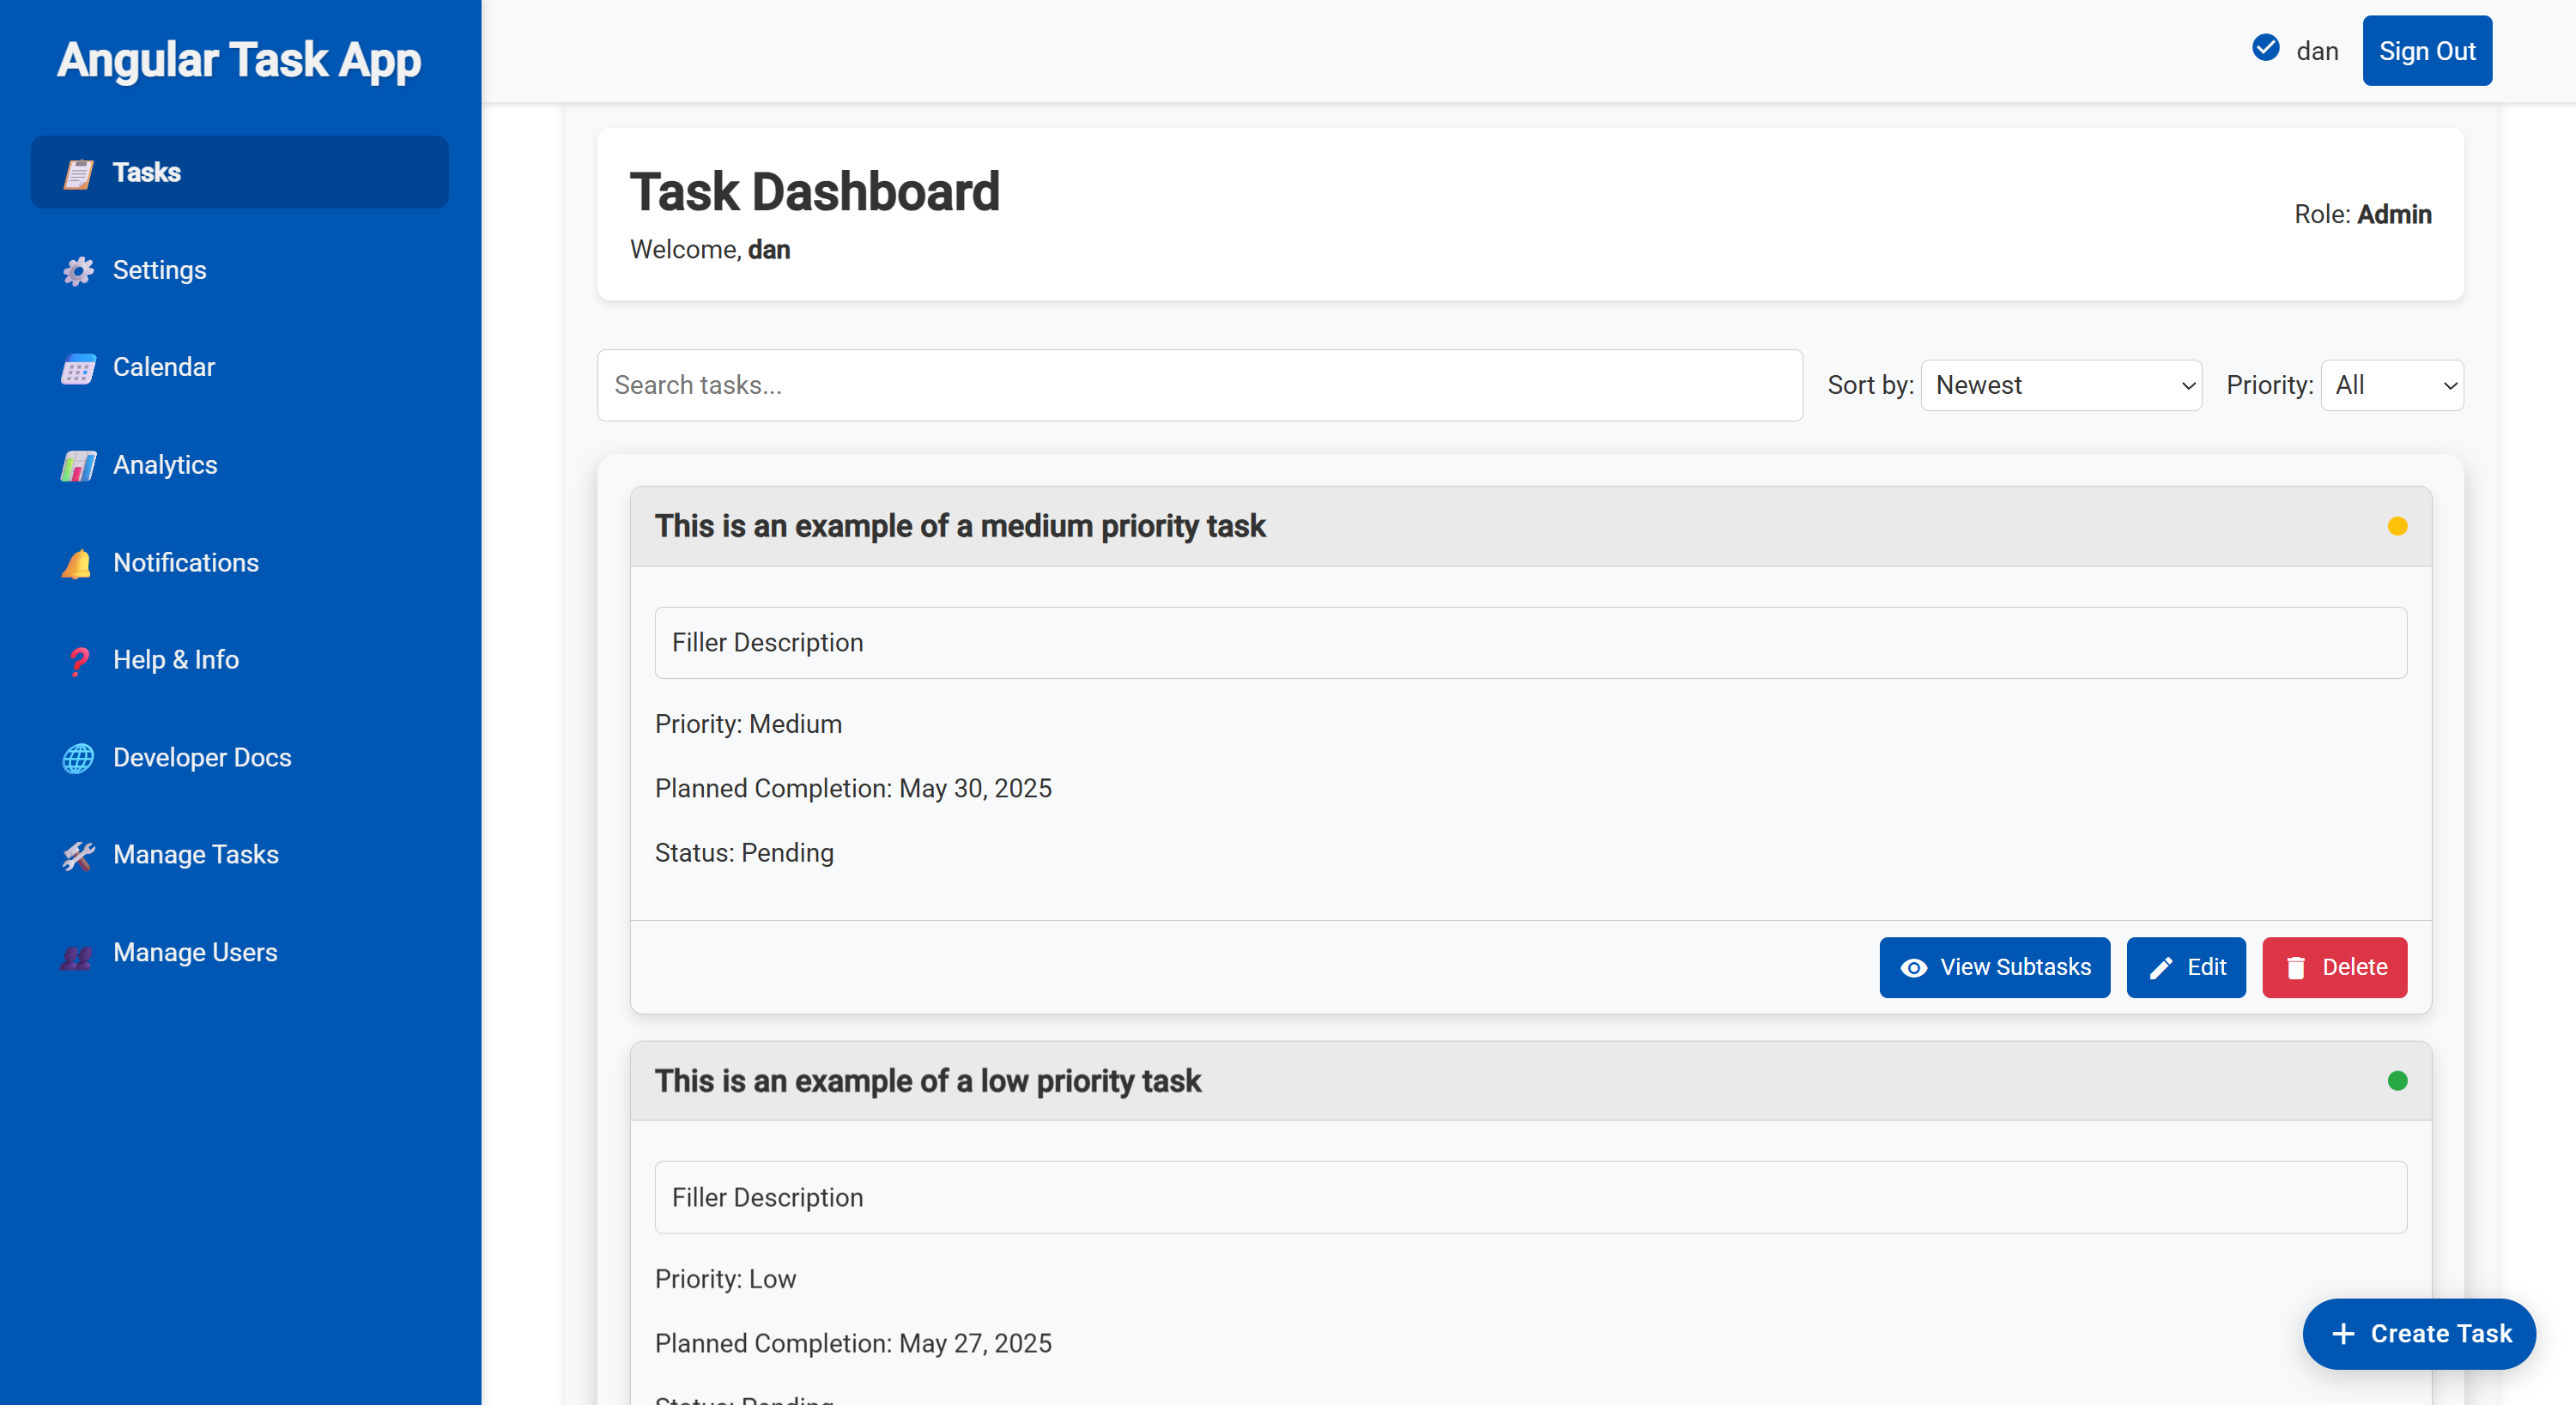 Angular Task App
dan
Sign Out
Tasks
Settings
Calendar
Analytics
Notifications
Help & Info
Developer Docs
Manage Tasks
Manage Users
Task Dashboard
Welcome, dan
Role: Admin
Search tasks...
Sort by: Newest
Priority: All
This is an example of a medium priority task
Filler Description
Priority: Medium
Planned Completion: May 30, 2025
Status: Pending
View Subtasks
Edit
Delete
This is an example of a low priority task
Filler Description
Priority: Low
Planned Completion: May 27, 2025
Status: Pending
Create Task